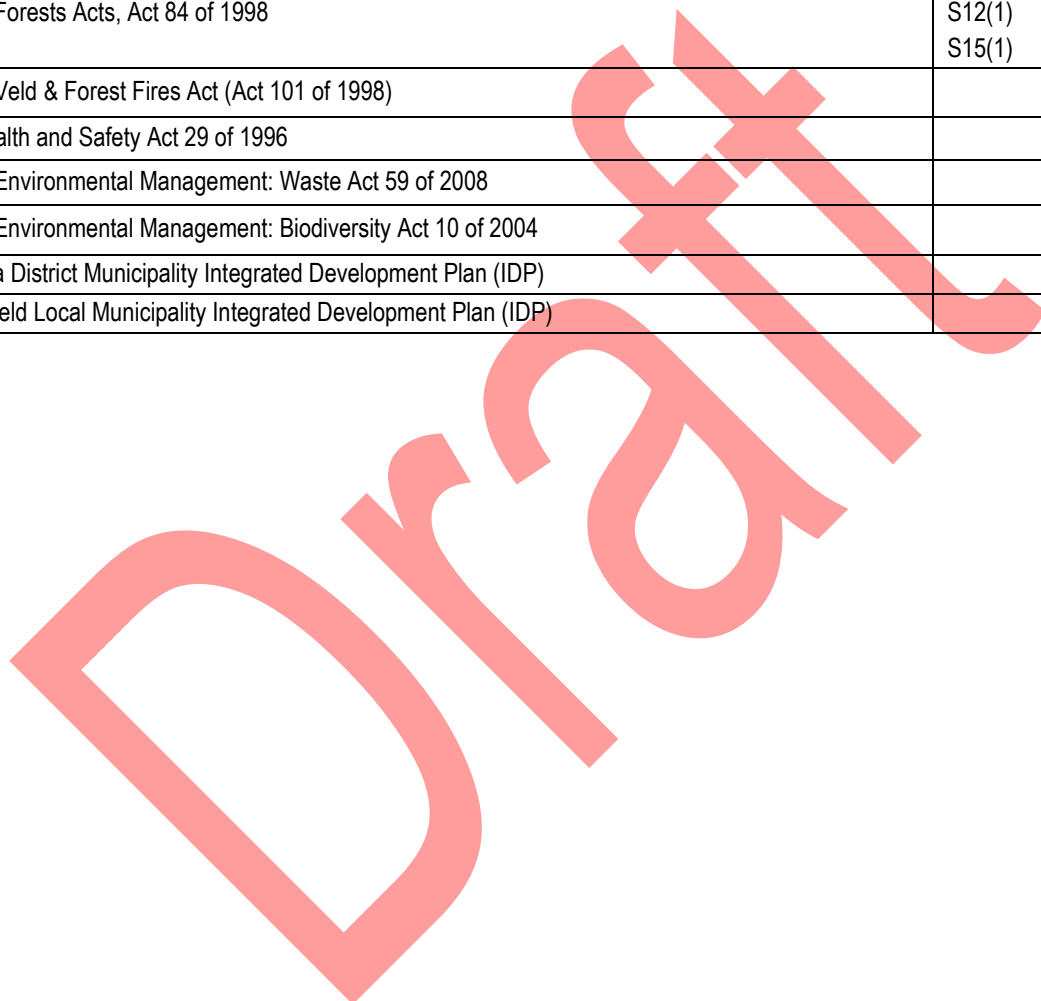 Forests Acts, Act 84 of 1998 S12(1)
S15(1)
Veld & Forest Fires Act (Act 101 of 1998)
alth and Safety Act 29 of 1996
Environmental Management: Waste Act 59 of 2008
Environmental Management: Biodiversity Act 10 of 2004
a District Municipality Integrated Development Plan (IDP)
eld Local Municipality Integrated Development Plan (IDP)
Draft